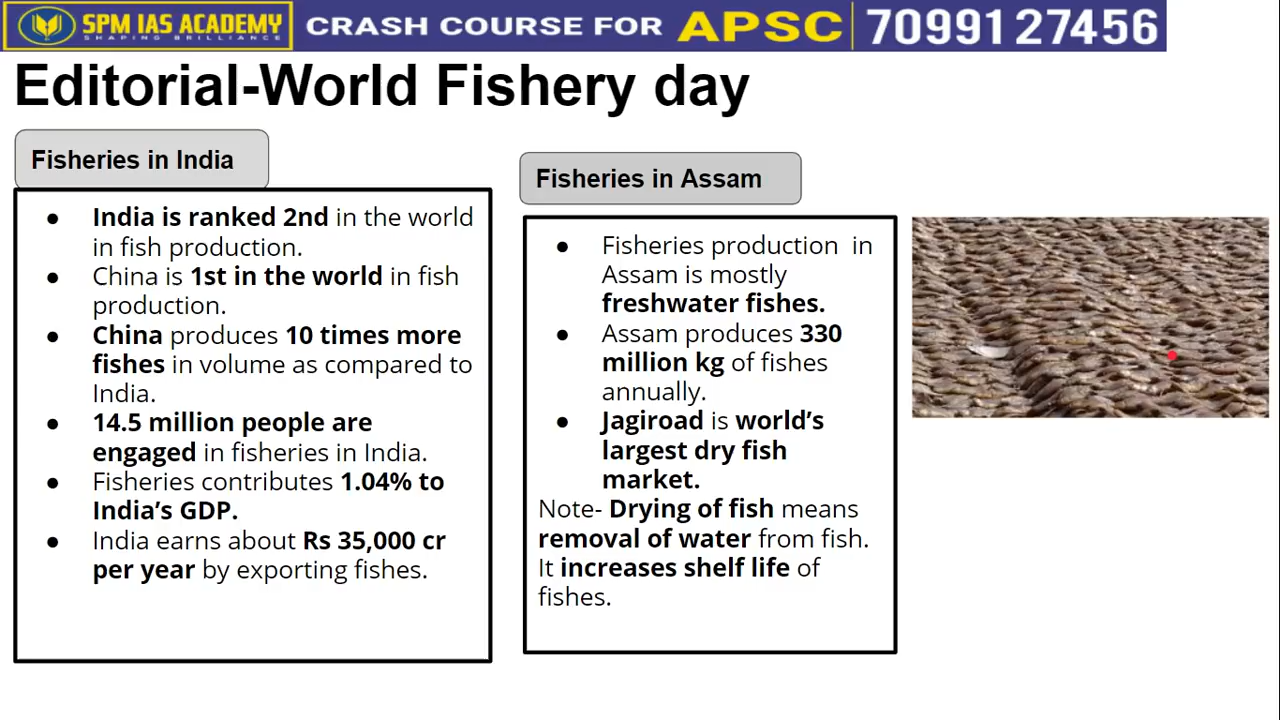 SPM IAS ACADEMY
SHAPING BRILLIANCE
CRASH COURSE FOR APSC 70991 27456
Editorial-World Fishery day
Fisheries in India
● India is ranked 2nd in the world
in fish production.
● China is 1st in the world in fish
production.
● China produces 10 times more
fishes in volume as compared to
India.
● 14.5 million people are
engaged in fisheries in India.
● Fisheries contributes 1.04% to
India’s GDP.
● India earns about Rs 35,000 cr
per year by exporting fishes.
Fisheries in Assam
● Fisheries production in
Assam is mostly
freshwater fishes.
● Assam produces 330
million kg of fishes
annually.
● Jagiroad is world’s
largest dry fish
market.
Note- Drying of fish means
removal of water from fish.
It increases shelf life of
fishes.